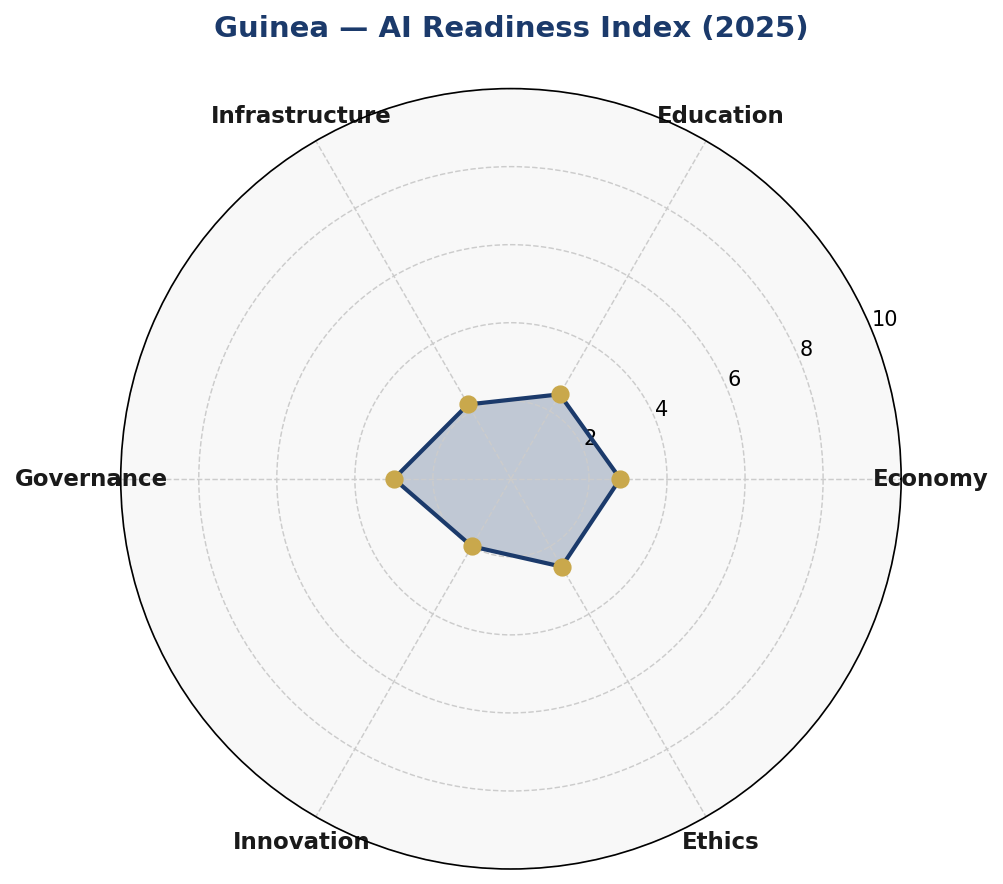 Guinea — AI Readiness Index (2025)
Infrastructure
Education
10
8
6
4
2
Governance
Economy
Innovation
Ethics